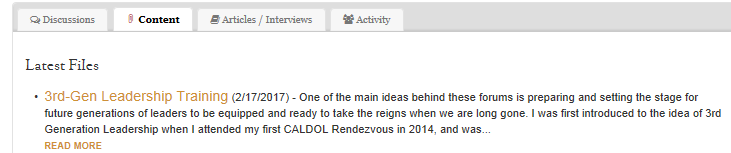 Discussions Content Articles / Interviews Activity
Latest Files
• 3rd-Gen Leadership Training (2/17/2017) - One of the main ideas behind these forums is preparing and setting the stage for
future generations of leaders to be equipped and ready to take the reigns when we are long gone. I was first introduced to the idea of 3rd
Generation Leadership when I attended my first CALDOL Rendezvous in 2014, and was...
READ MORE